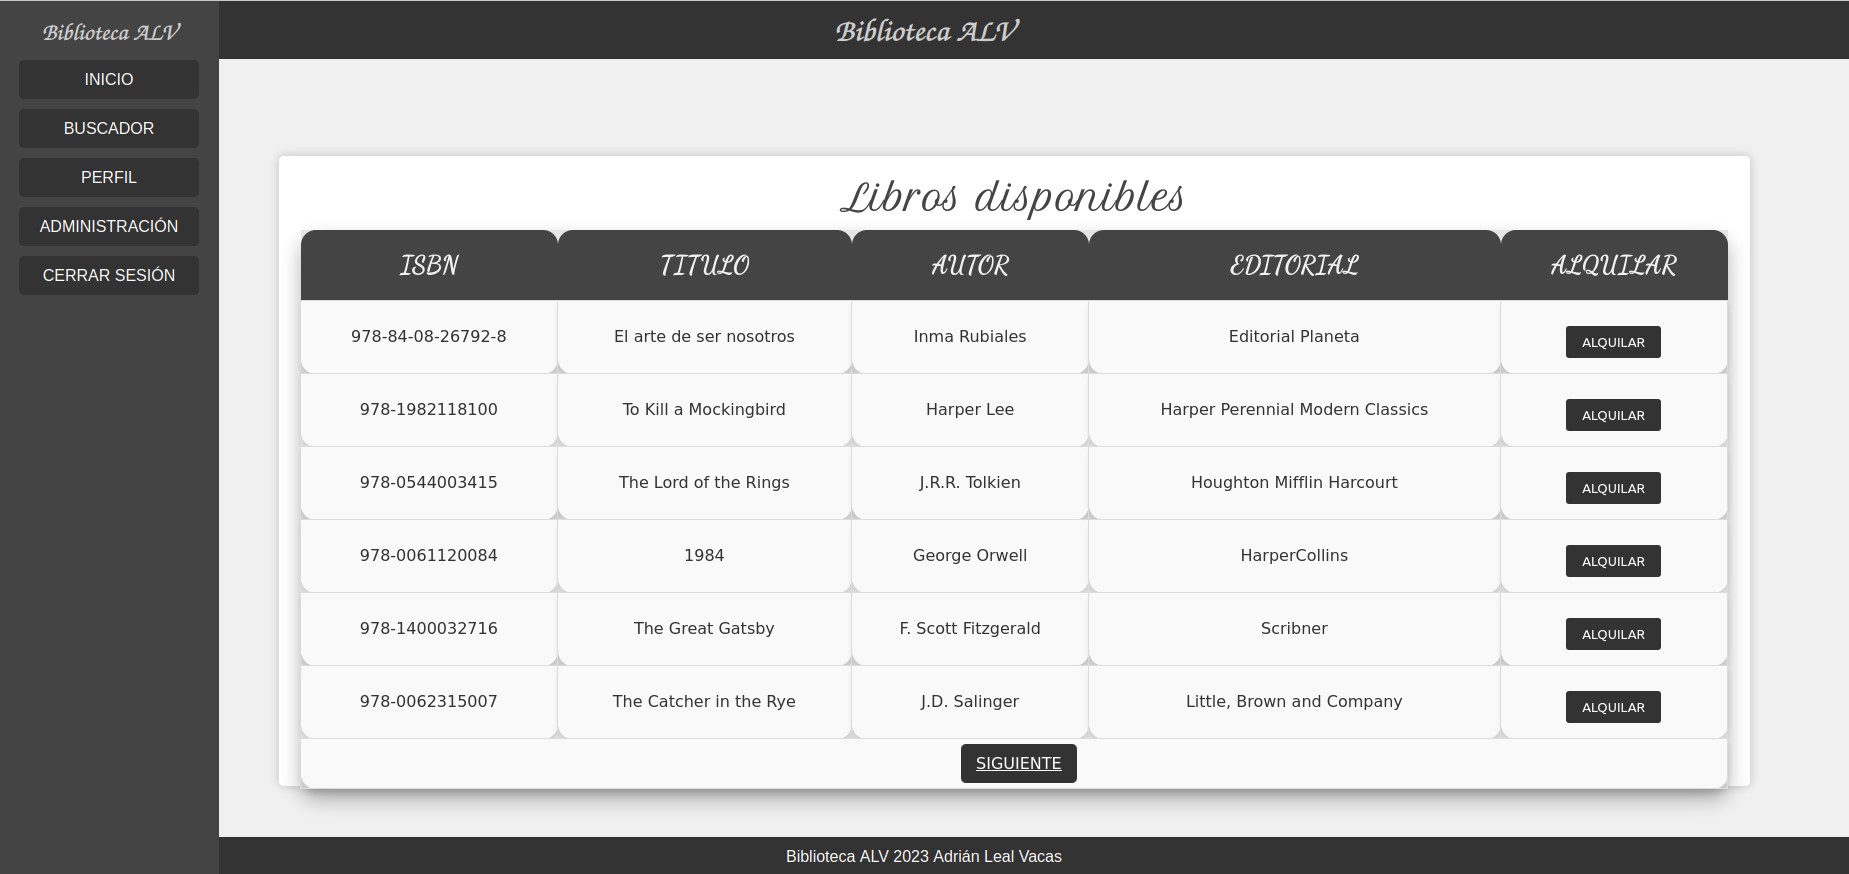 Biblioteca ALV
INICIO
BUSCADOR
PERFIL
ADMINISTRACIÓN
CERRAR SESIÓN
Biblioteca ALV
Libros disponibles
ISBN TITULO AUTOR EDITORIAL ALQUILAR
978-84-08-26792-8 El arte de ser nosotros Inma Rubiales Editorial Planeta ALQUILAR
978-1982118100 To Kill a Mockingbird Harper Lee Harper Perennial Modern Classics ALQUILAR
978-0544003415 The Lord of the Rings J.R.R. Tolkien Houghton Mifflin Harcourt ALQUILAR
978-0061120084 1984 George Orwell HarperCollins ALQUILAR
978-1400032716 The Great Gatsby F. Scott Fitzgerald Scribner ALQUILAR
978-0062315007 The Catcher in the Rye J.D. Salinger Little, Brown and Company ALQUILAR
SIGUIENTE
Biblioteca ALV 2023 Adrián Leal Vacas